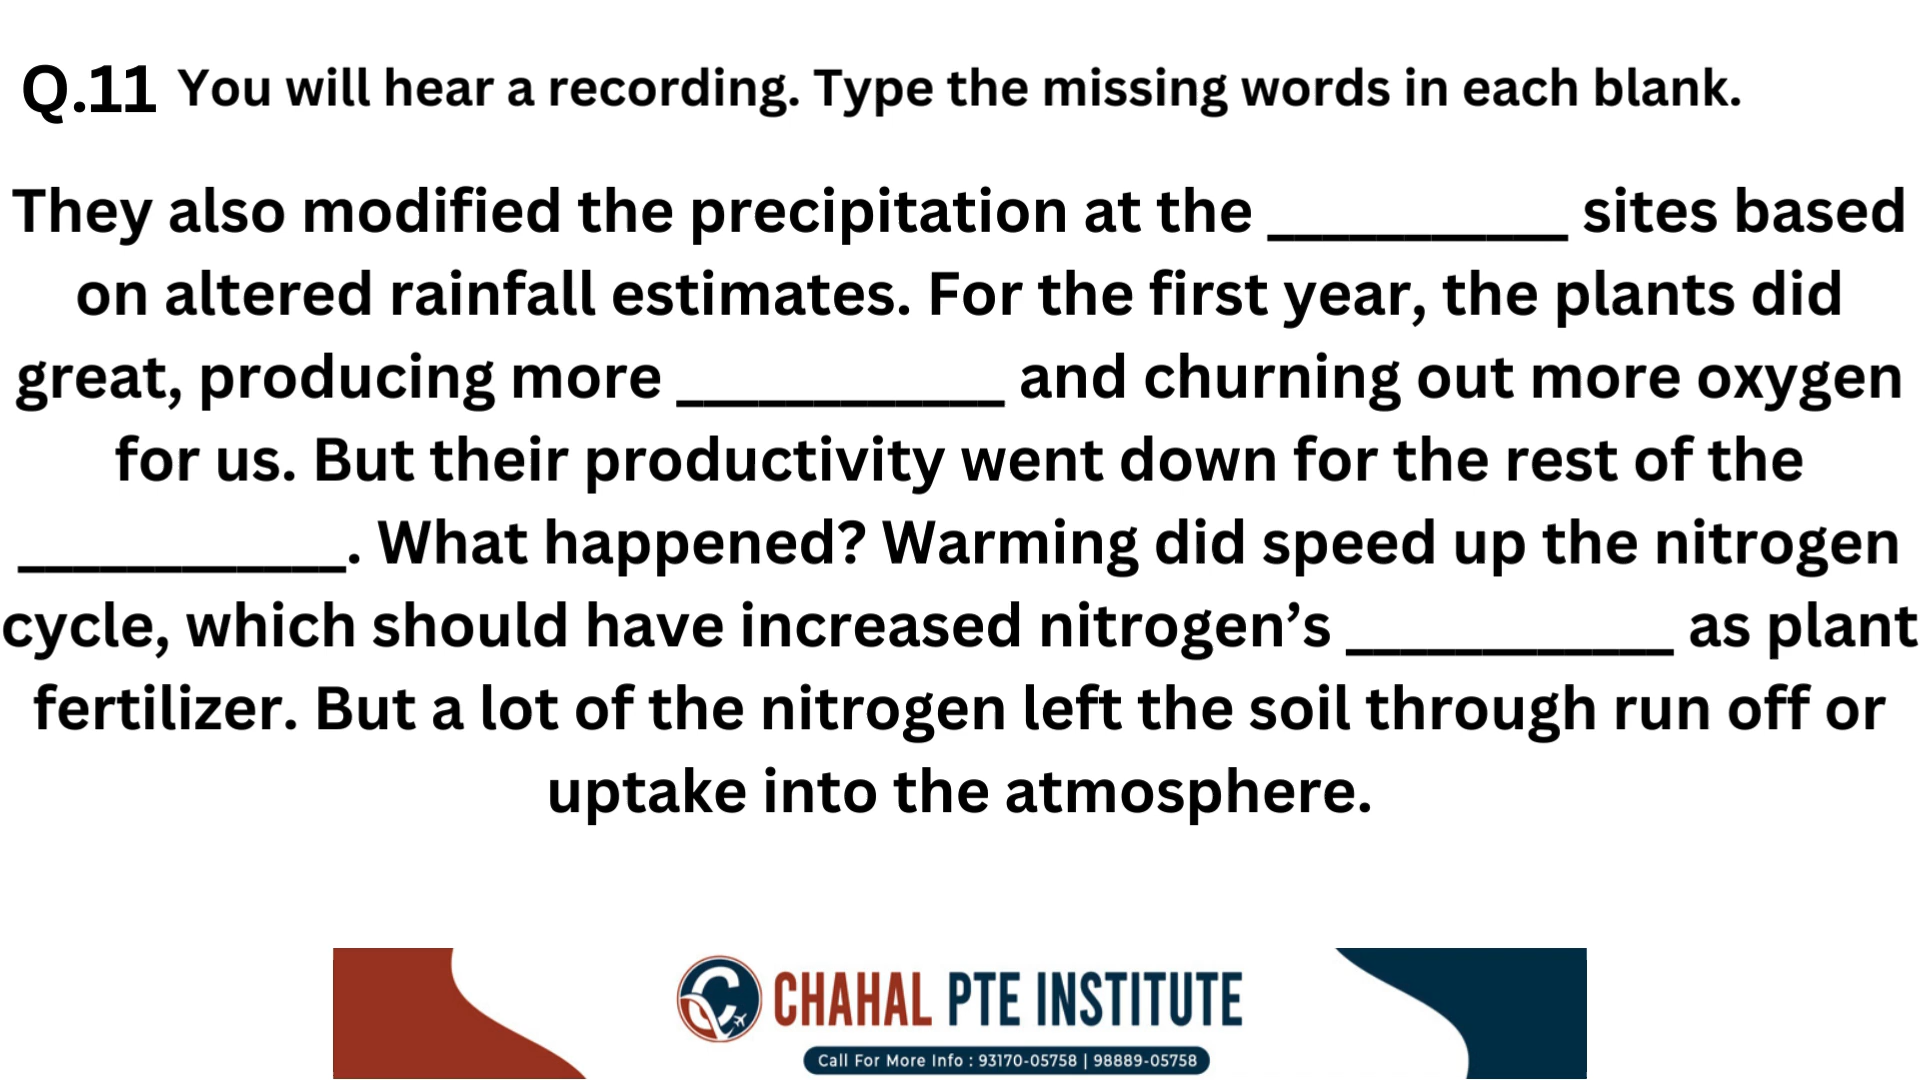 Q.11 You will hear a recording. Type the missing words in each blank.
They also modified the precipitation at the ___________ sites based
on altered rainfall estimates. For the first year, the plants did
great, producing more ____________ and churning out more oxygen
for us. But their productivity went down for the rest of the
____________. What happened? Warming did speed up the nitrogen
cycle, which should have increased nitrogen’s ____________ as plant
fertilizer. But a lot of the nitrogen left the soil through run off or
uptake into the atmosphere.
CHAHAL PTE INSTITUTE
Call For More Info : 93170-05758 | 98889-05758